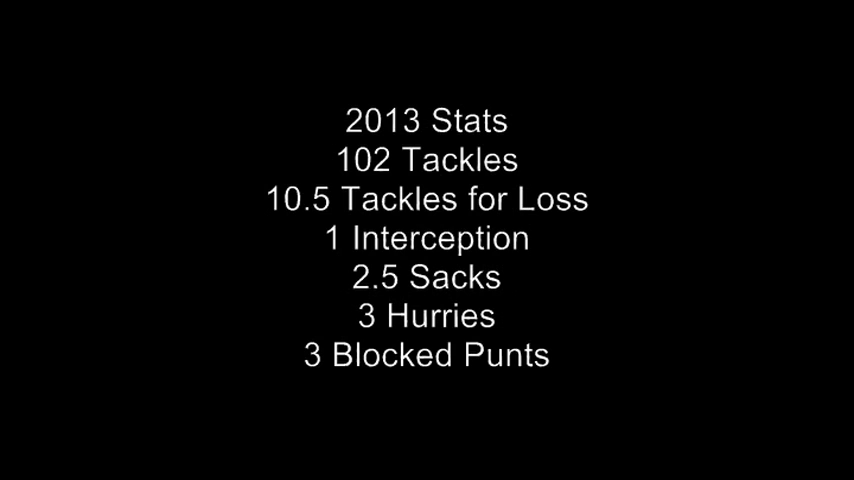 2013 Stats
102 Tackles
10.5 Tackles for Loss
1 Interception
2.5 Sacks
3 Hurries
3 Blocked Punts